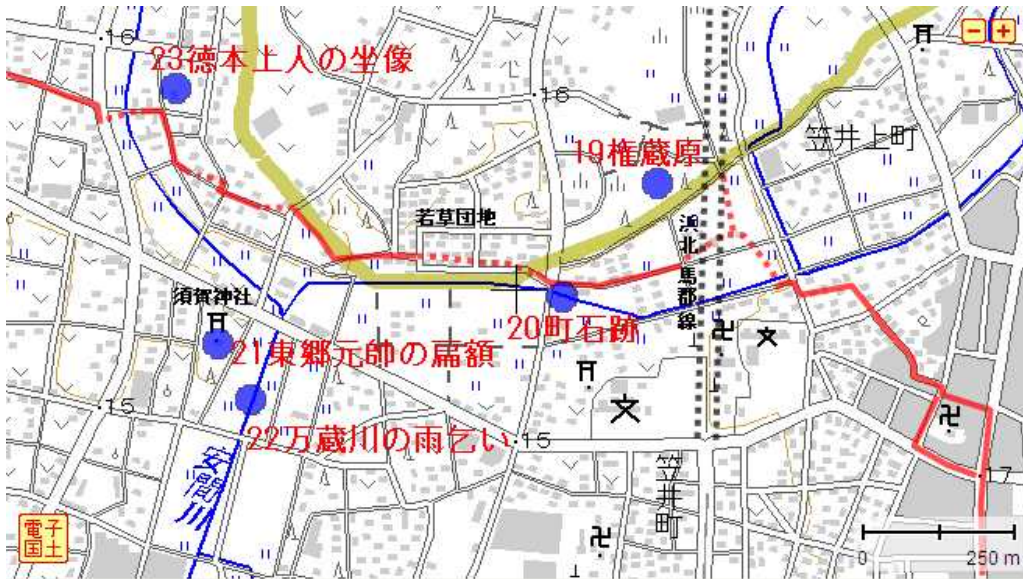 16
23徳本上人の坐像
16
19権蔵原
笠井上町
若草団地
浜北馬郡線
須賀神社
20町石跡
21東郷元帥の扁額
15
22万蔵川の雨乞い
15
安間川
笠井町
17
電子
国土
0
250 m